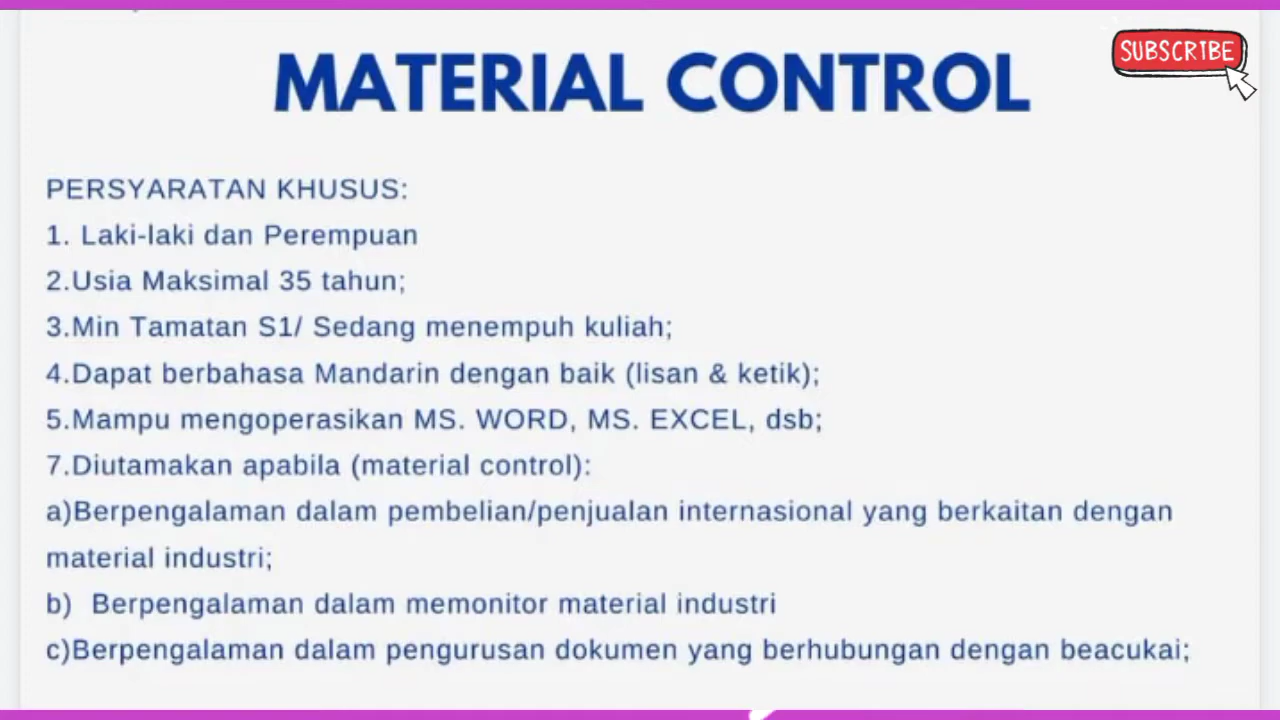 MATERIAL CONTROL
SUBSCRIBE
PERSYARATAN KHUSUS:
1. Laki-laki dan Perempuan
2.Usia Maksimal 35 tahun;
3.Min Tamatan S1/ Sedang menempuh kuliah;
4.Dapat berbahasa Mandarin dengan baik (lisan & ketik);
5.Mampu mengoperasikan MS. WORD, MS. EXCEL, dsb;
7.Diutamakan apabila (material control):
a)Berpengalaman dalam pembelian/penjualan internasional yang berkaitan dengan
material industri;
b)  Berpengalaman dalam memonitor material industri
c)Berpengalaman dalam pengurusan dokumen yang berhubungan dengan beacukai;